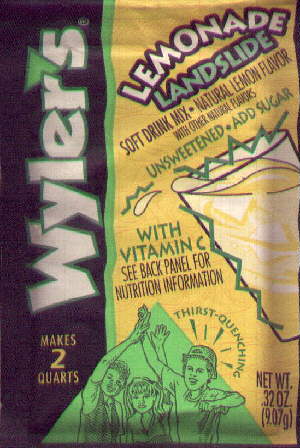 Wyler's®
LEMONADE
LANDSLIDE
SOFT DRINK MIX • NATURAL LEMON FLAVOR
WITH OTHER NATURAL FLAVORS
UNSWEETENED • ADD SUGAR
WITH
VITAMIN C
SEE BACK PANEL FOR
NUTRITION INFORMATION
MAKES
2
QUARTS
THIRST-QUENCHING
NET WT.
.32 OZ.
(9.07g)